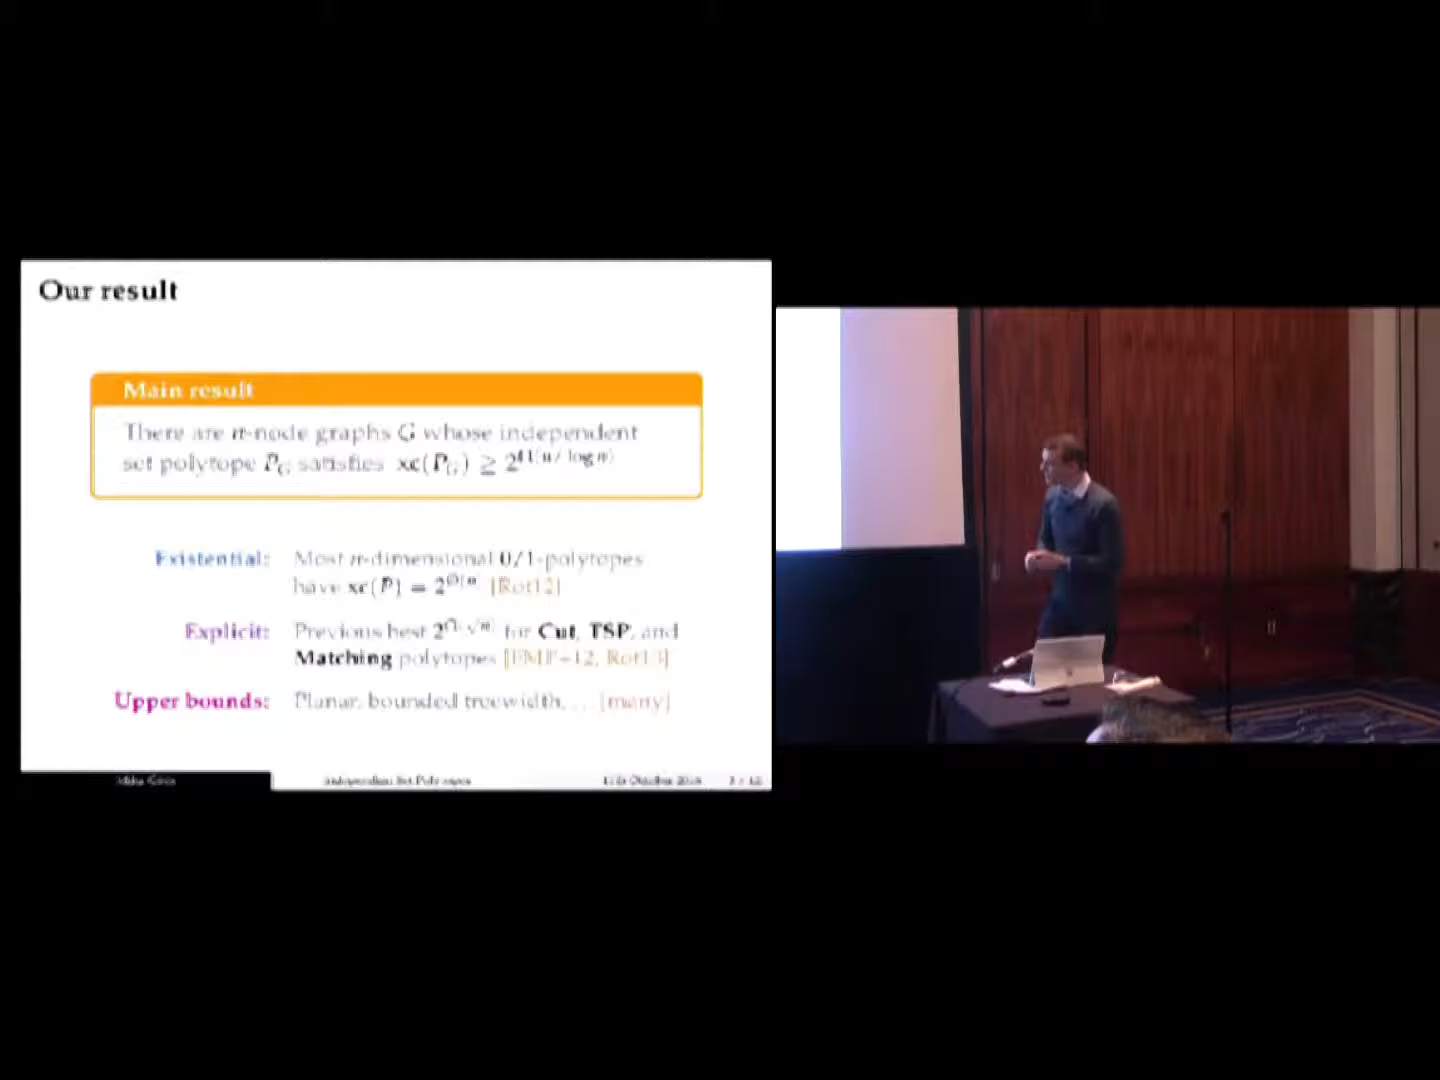 Our result
Main result
There are n-node graphs G whose independent
set polytope P_G satisfies xc(P_G) ≥ 2^Ω(n/log n)
Existential: Most n-dimensional 0/1-polytopes
have xc(P) = 2^Ω(n) [Rot12]
Explicit: Previous best 2^Ω(√n) for Cut, TSP, and
Matching polytopes [FMP+12, Rot13]
Upper bounds: Planar, bounded treewidth, ... [many]
Independent Set Polytopes